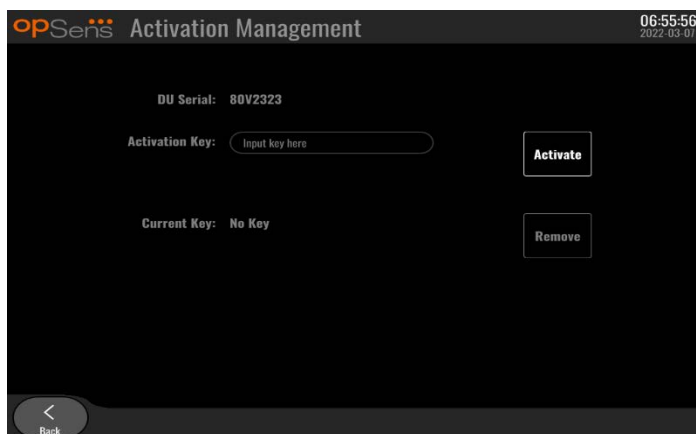 opSens Activation Management
06:55:56
2022-03-07
DU Serial: 80V2323
Activation Key: Input key here
Activate
Current Key: No Key
Remove
Back